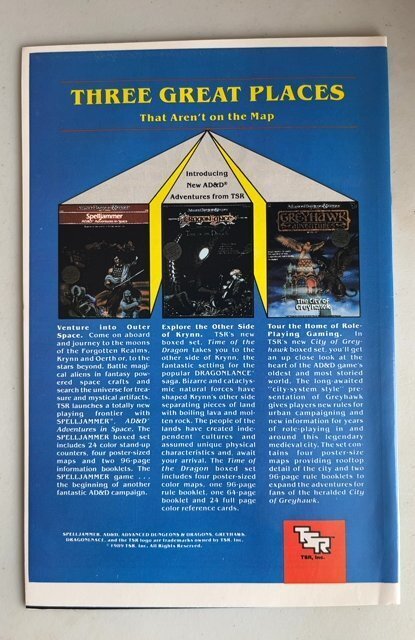 THREE GREAT PLACES
That Aren't on the Map
Introducing
New AD&D®
Adventures from TSR
Advanced Dungeons & Dragons
Spelljammer
AD&D Adventures in Space
Advanced Dungeons & Dragons
GREYHAWK
ADVENTURES
The City of
Greyhawk
Venture into Outer
Space. Come on aboard
and journey to the moons
of the Forgotten Realms,
Krynn and Oerth or, to the
stars beyond. Battle magi-
cal aliens in fantasy pow-
ered space crafts and
search the universe for trea-
sure and mystical artifacts.
TSR launches a totally new
playing frontier with
SPELLJAMMER™, AD&D®
Adventures in Space. The
SPELLJAMMER boxed set
includes 24 color stand-up
counters, four poster-sized
maps and two 96-page
information booklets. The
SPELLJAMMER game . . .
the beginning of another
fantastic AD&D campaign.
Explore the Other Side
of Krynn. TSR's new
boxed set, Time of the
Dragon takes you to the
other side of Krynn, the
fantastic setting for the
popular DRAGONLANCE
saga. Bizarre and cataclys-
mic natural forces have
shaped Krynn's other side
separating pieces of land
with boiling lava and mol-
ten rock. The people of the
lands have created inde-
pendent cultures and
assumed unique physical
characteristics and, await
your arrival. The Time of
the Dragon boxed set
includes four poster-sized
color maps, one 96-page
rule booklet, one 64-page
booklet and 24 full page
color reference cards.
Tour the Home of Role-
Playing Gaming. In
TSR's new City of Grey-
hawk boxed set, you'll get
an up close look at the
heart of the AD&D game's
oldest and most storied
world. The long-awaited
"city-system style" pre-
sentation of Greyhawk
gives players new rules for
urban campaigning and
new information for years
of role-playing in and
around this legendary
medieval city. The set con-
tains four poster-size
maps providing rooftop
detail of the city and two
96-page rule booklets to
expand the adventures for
fans of the heralded City
of Greyhawk.
SPELLJAMMER, AD&D, ADVANCED DUNGEONS & DRAGONS, GREYHAWK,
DRAGONLANCE, and the TSR logo are trademarks owned by TSR, Inc.
©1989 TSR, Inc. All Rights Reserved.
TSR
TSR, Inc.